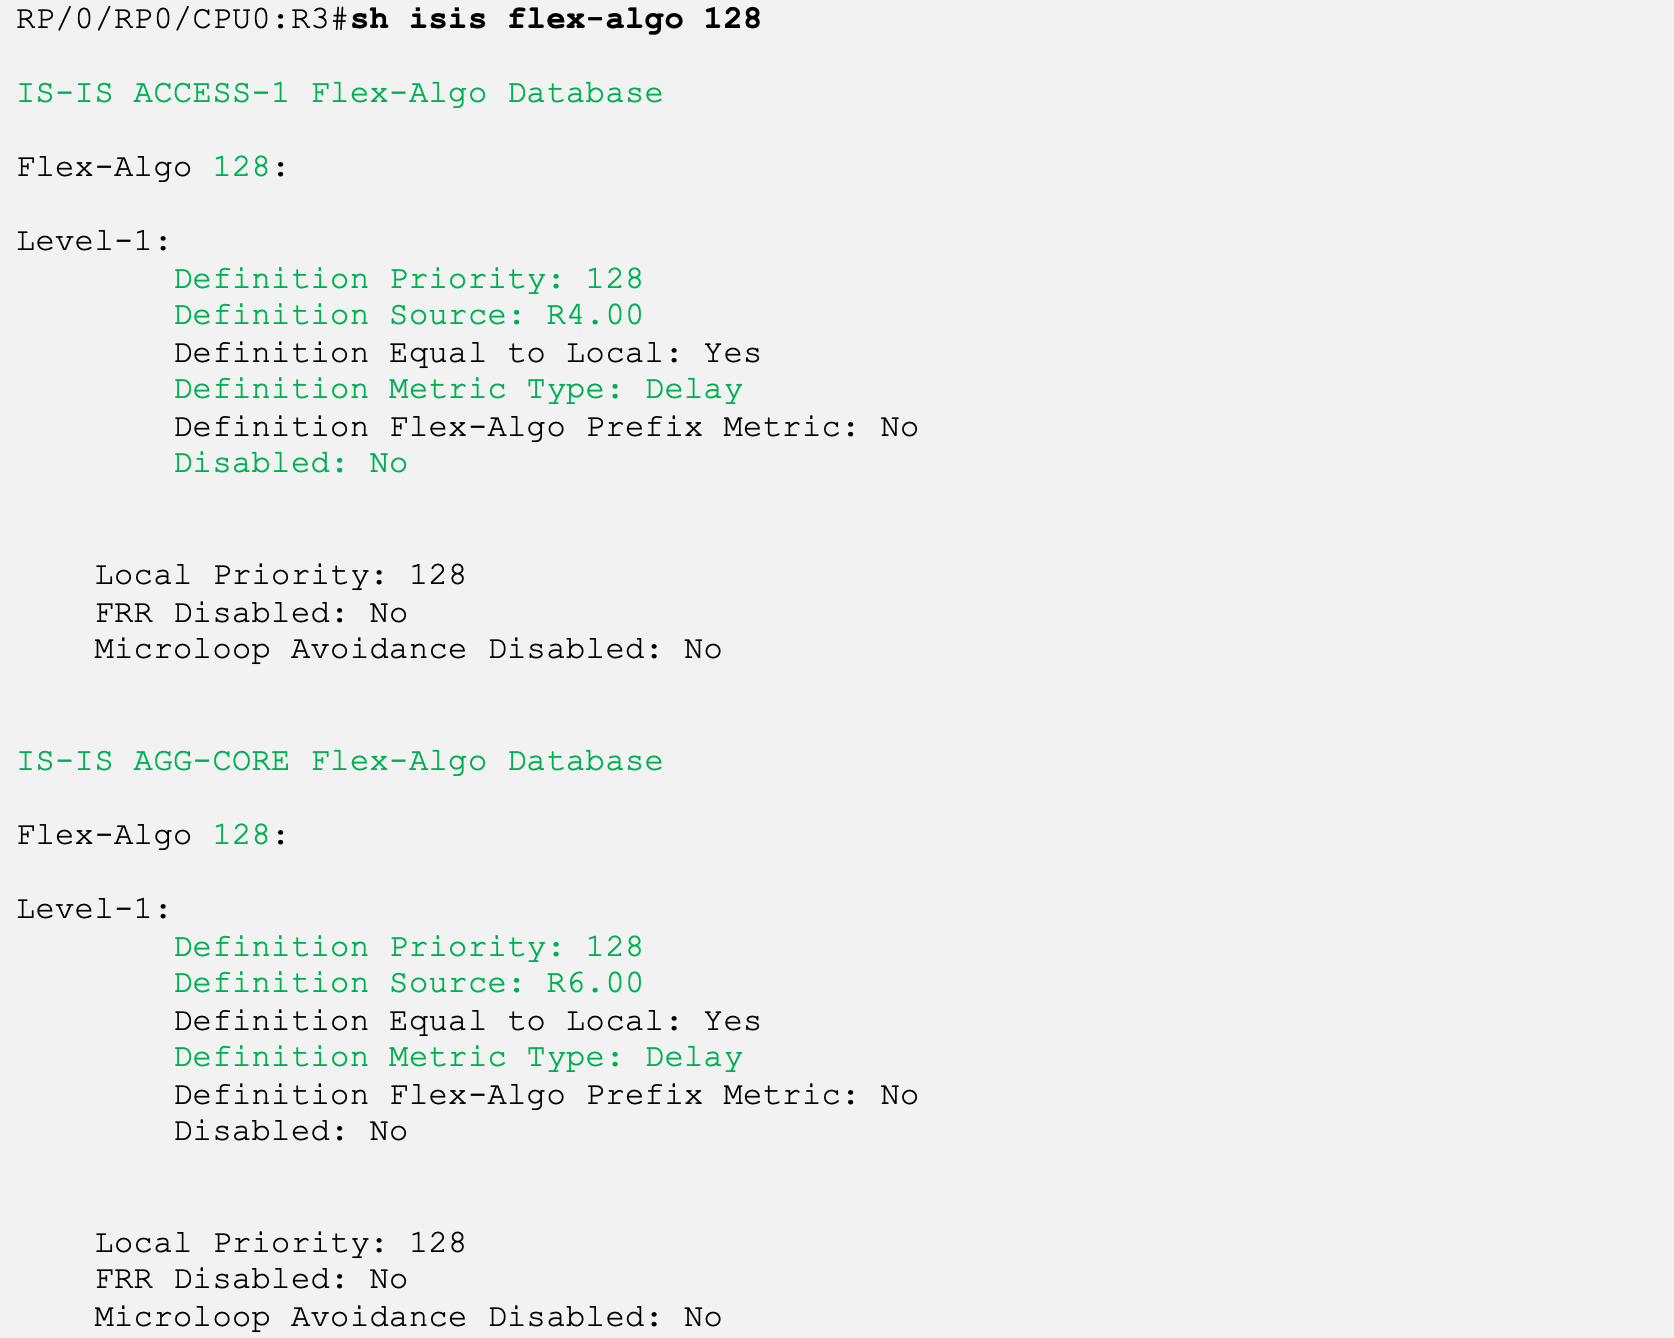 RP/0/RP0/CPU0:R3#sh isis flex-algo 128
IS-IS ACCESS-1 Flex-Algo Database
Flex-Algo 128:
Level-1:
Definition Priority: 128
Definition Source: R4.00
Definition Equal to Local: Yes
Definition Metric Type: Delay
Definition Flex-Algo Prefix Metric: No
Disabled: No
Local Priority: 128
FRR Disabled: No
Microloop Avoidance Disabled: No
IS-IS AGG-CORE Flex-Algo Database
Flex-Algo 128:
Level-1:
Definition Priority: 128
Definition Source: R6.00
Definition Equal to Local: Yes
Definition Metric Type: Delay
Definition Flex-Algo Prefix Metric: No
Disabled: No
Local Priority: 128
FRR Disabled: No
Microloop Avoidance Disabled: No